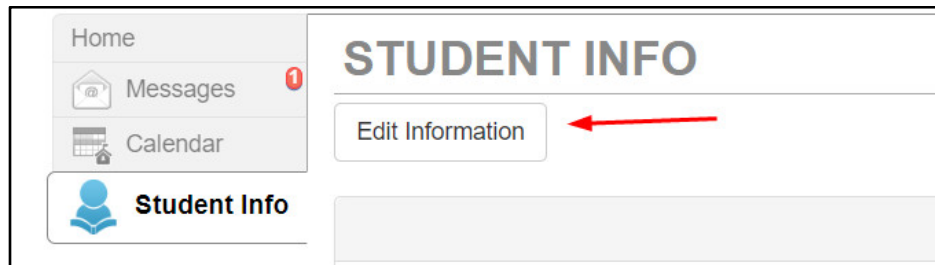 Home
Messages
1
Calendar
Student Info
STUDENT INFO
Edit Information